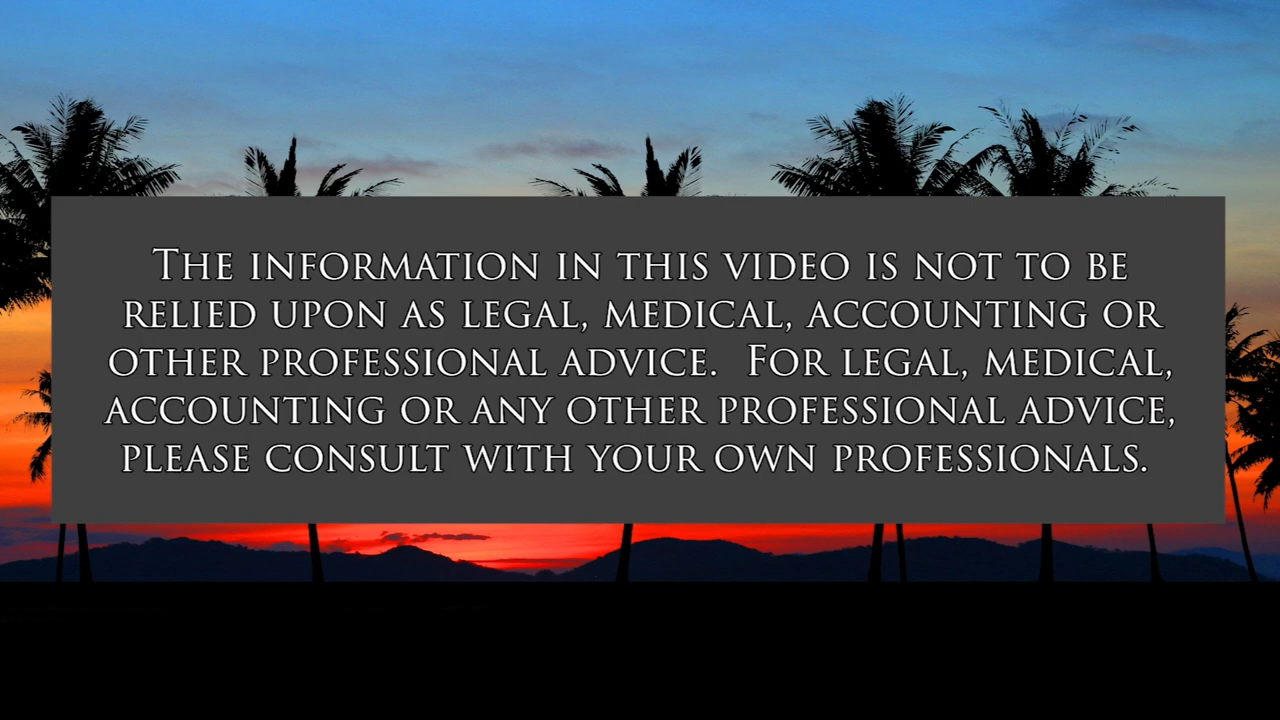 The information in this video is not to be
relied upon as legal, medical, accounting or
other professional advice.  For legal, medical,
accounting or any other professional advice,
please consult with your own professionals.